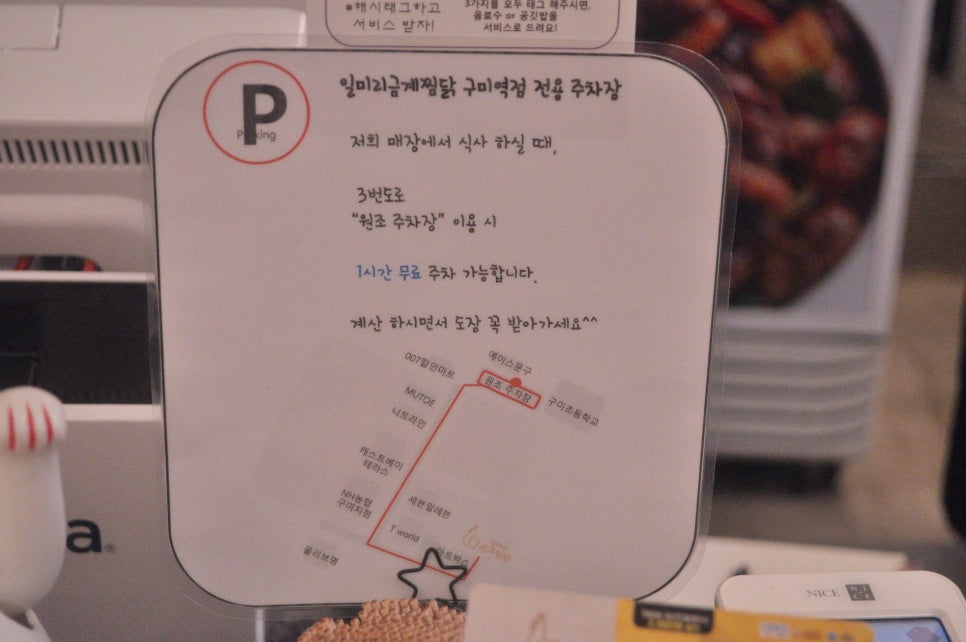 #해시태그하고
서비스 받자!
3가지를 모두 태그 해주시면,
음료수 or 공깃밥을
서비스로 드려요!
P
Parking
일미리금계찜닭 구미역점 전용 주차장
저희 매장에서 식사 하실 때,
3번도로
“원조 주차장” 이용 시
1시간 무료 주차 가능합니다.
계산 하시면서 도장 꼭 받아가세요^^
에이스문구
007할인마트
원조 주차장
구미초등학교
MUTOE
니트라인
캐스트베이
테라스
NH농협
구미지점
세븐일레븐
T world
아트박스
올리브영
a®
NICE